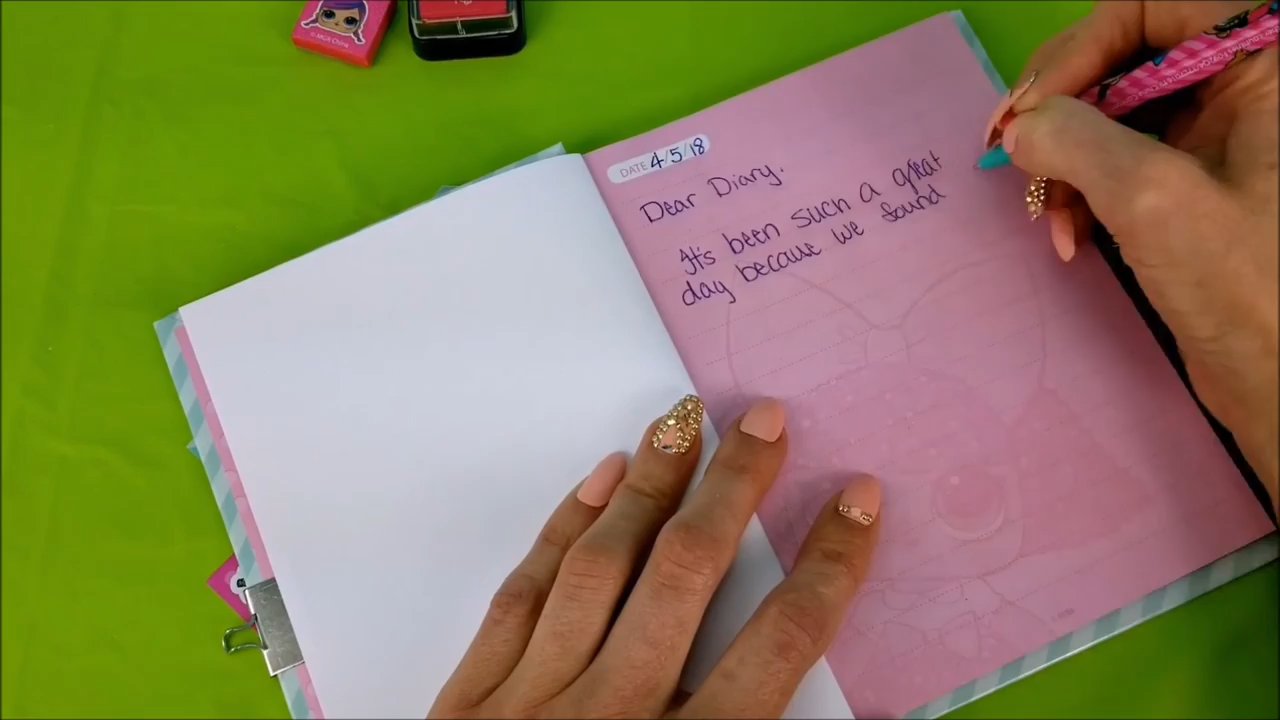 DATE 4/5/18
Dear Diary,
It's been such a great
day because we found